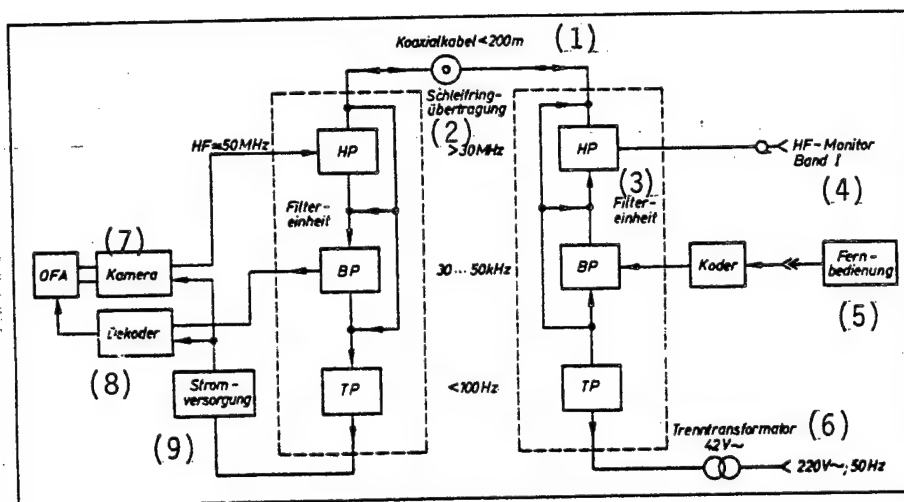 Koaxialkabel < 200m (1)
Schleifring-
übertragung
(2)
HF≈50MHz
HP
>30MHz
HP
(3)
HF-Monitor
Band I
(4)
Filter-
einheit
Filter-
einheit
(7)
OFA
Kamera
BP
30...50kHz
BP
Koder
Fern-
bedienung
(5)
Dekoder
(8)
Strom-
versorgung
(9)
TP
<100Hz
TP
Trenntransformator (6)
42V~
220V~; 50Hz